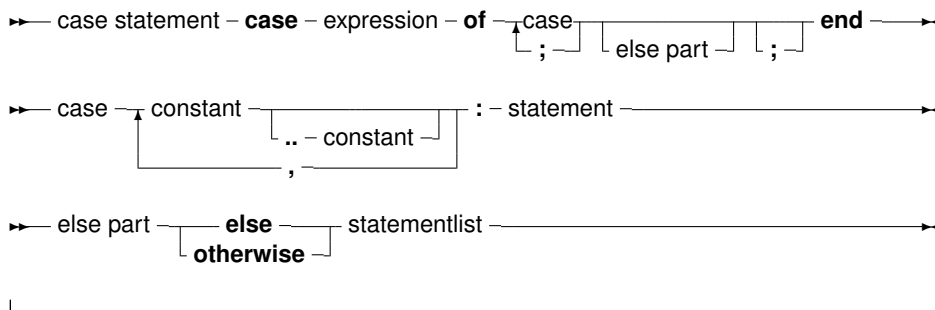 case statement case expression of case end
; else part ;
case constant : statement
.. constant
,
else part else statementlist
otherwise